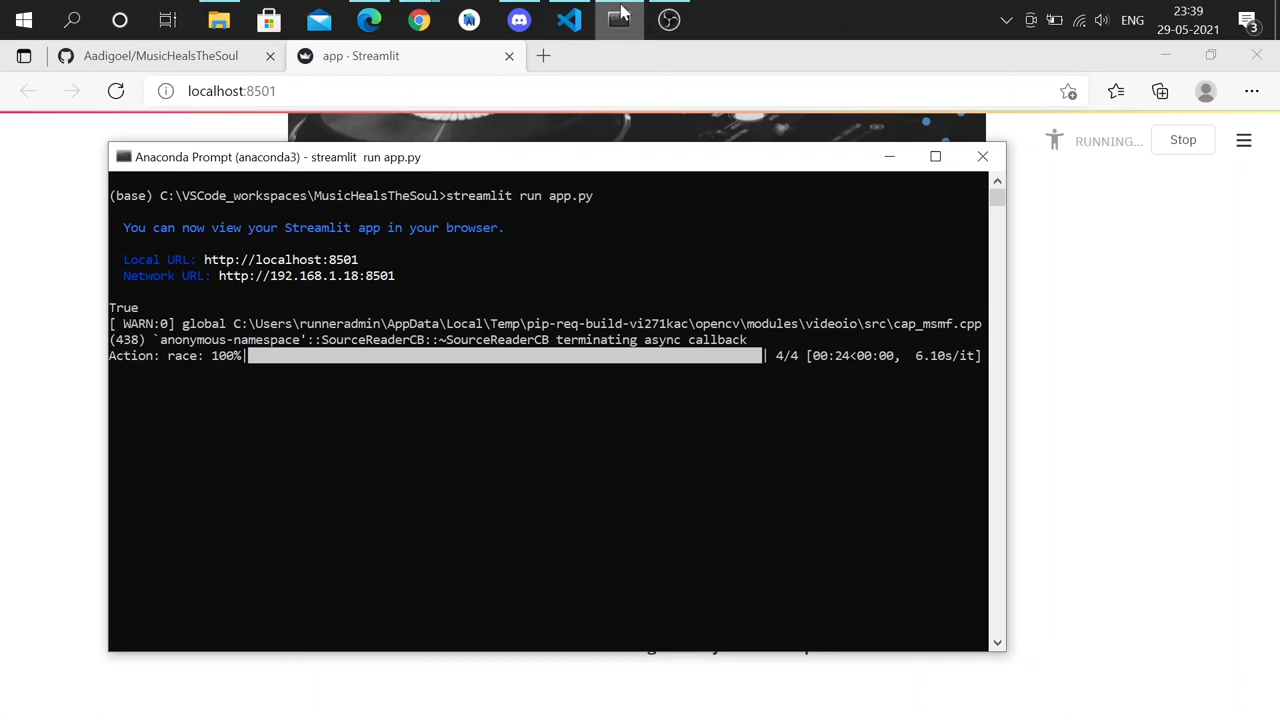 ENG
23:39
29-05-2021
3
Aadigoel/MusicHealsTheSoul
app · Streamlit
localhost:8501
RUNNING...
Stop
Anaconda Prompt (anaconda3) - streamlit  run app.py
(base) C:\VSCode_workspaces\MusicHealsTheSoul>streamlit run app.py
You can now view your Streamlit app in your browser.
Local URL: http://localhost:8501
Network URL: http://192.168.1.18:8501
True
[ WARN:0] global C:\Users\runneradmin\AppData\Local\Temp\pip-req-build-vi271kac\opencv\modules\videoio\src\cap_msmf.cpp
(438) `anonymous-namespace'::SourceReaderCB::~SourceReaderCB terminating async callback
Action: race: 100%| | 4/4 [00:24<00:00,  6.10s/it]